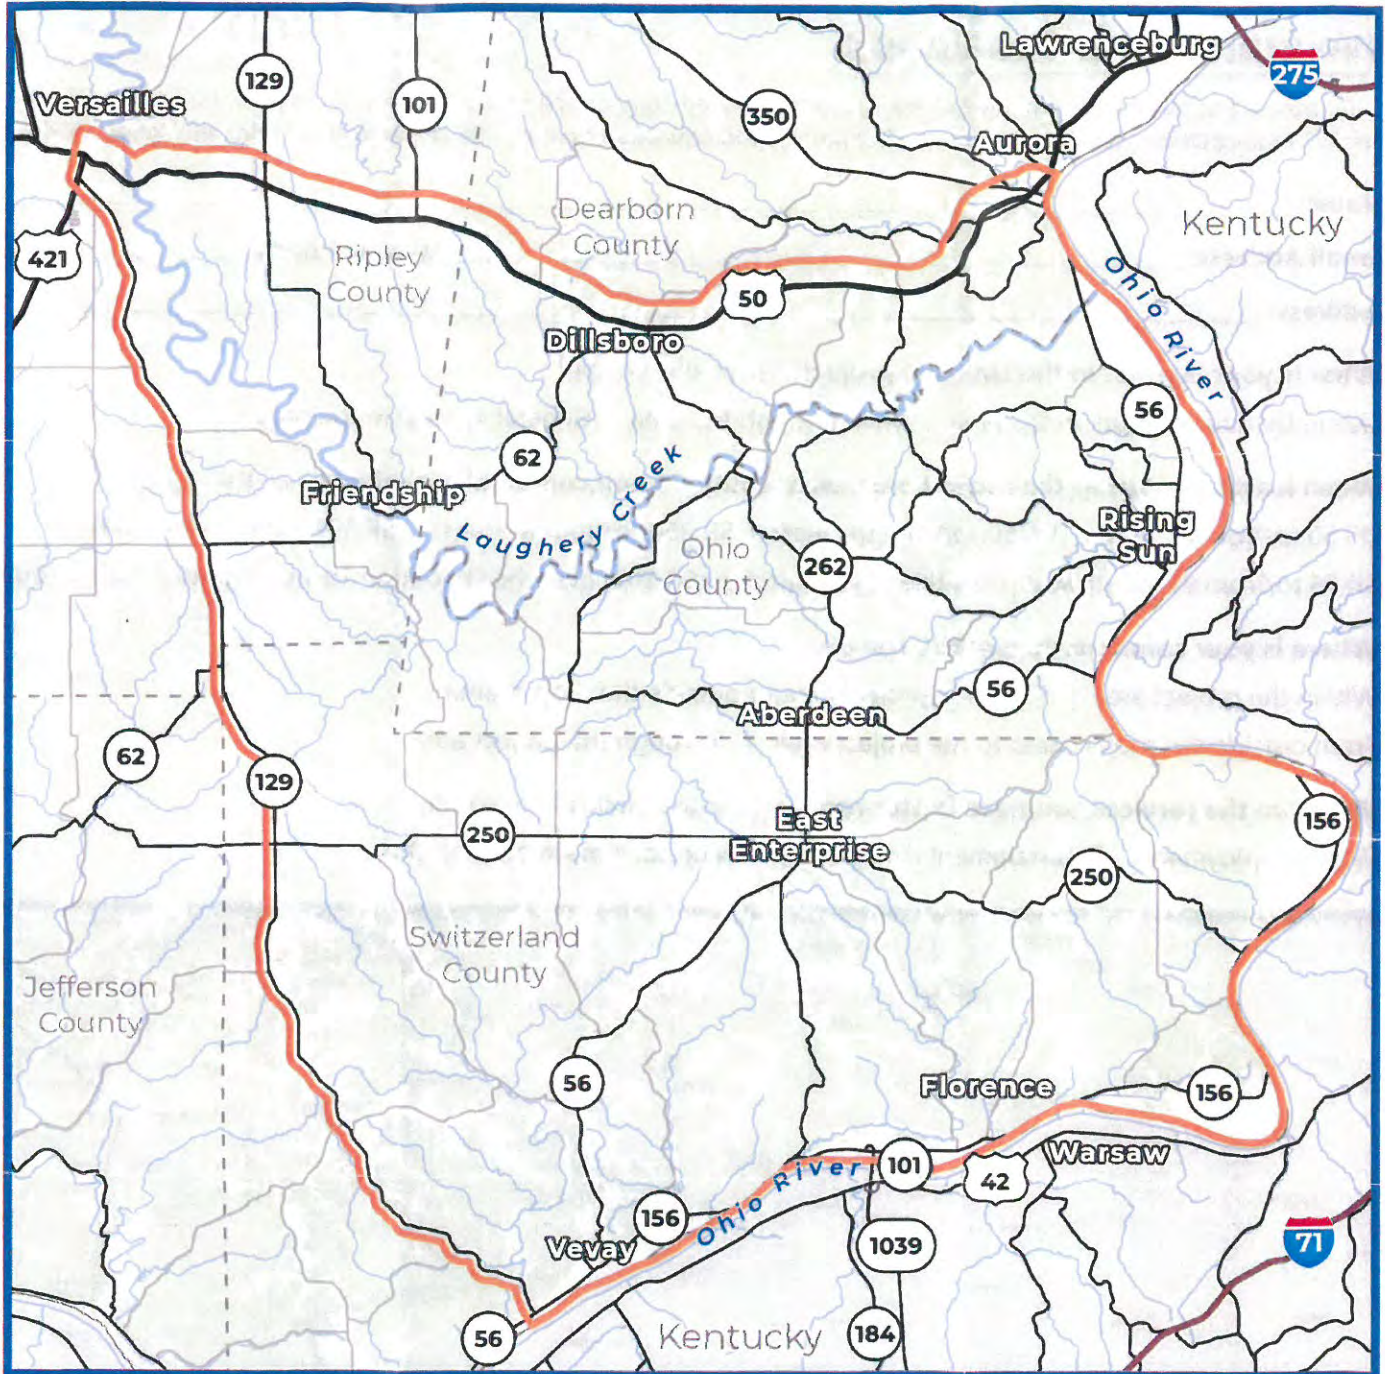 Lawrenceburg
275
129
101
Versailles
350
Aurora
Dearborn
County
Kentucky
421
Ripley
County
Ohio River
50
Dillsboro
56
62
Friendship
Laughery Creek
Rising
Sun
Ohio
County
262
56
Aberdeen
62
129
156
East
Enterprise
250
250
Switzerland
County
Jefferson
County
56
Florence
156
Warsaw
101
42
Ohio River
156
Vevay
1039
71
56
Kentucky
184